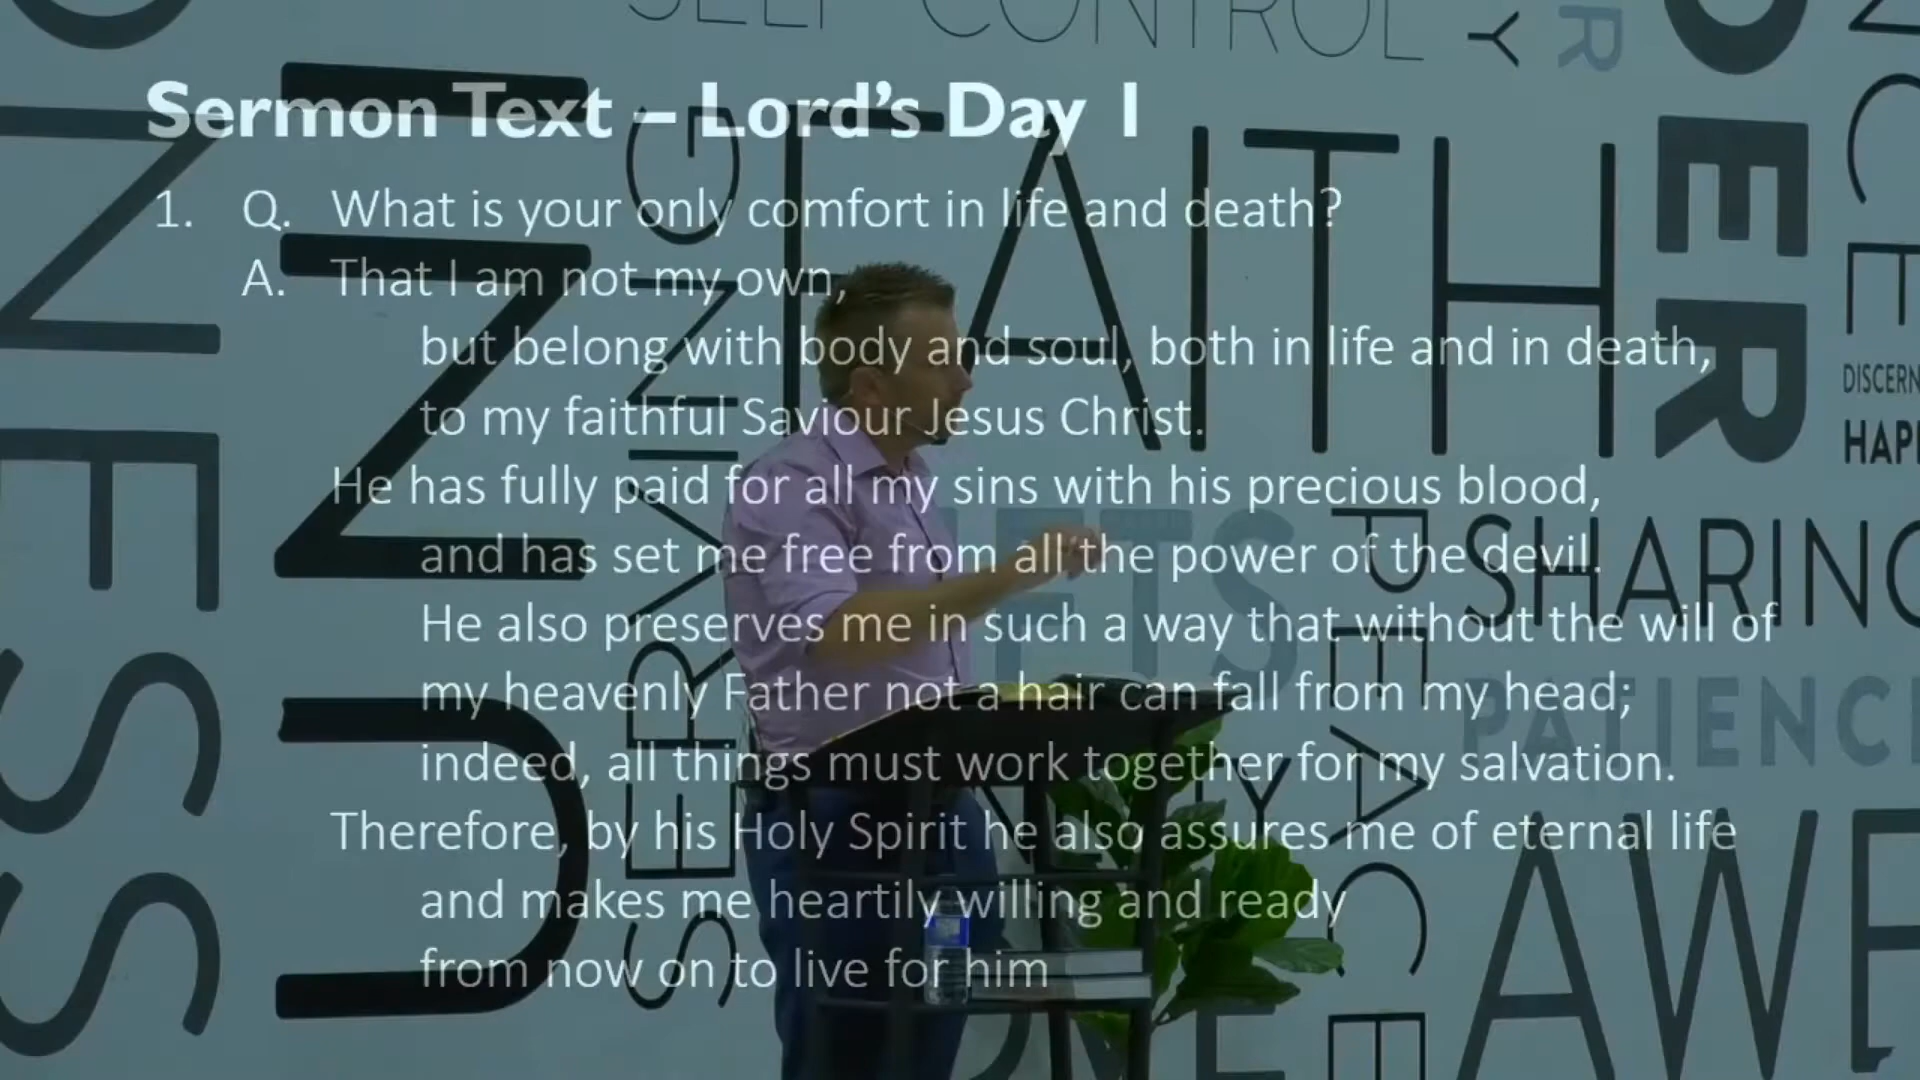 Sermon Text – Lord's Day 1
1. Q. What is your only comfort in life and death?
A. That I am not my own,
but belong with body and soul, both in life and in death,
to my faithful Saviour Jesus Christ.
He has fully paid for all my sins with his precious blood,
and has set me free from all the power of the devil.
He also preserves me in such a way that without the will of
my heavenly Father not a hair can fall from my head;
indeed, all things must work together for my salvation.
Therefore, by his Holy Spirit he also assures me of eternal life
and makes me heartily willing and ready
from now on to live for him
SELF CONTROL
FAITH
SHARING
PATIENCE
PEACE
DISCERN
HAPP
AWE